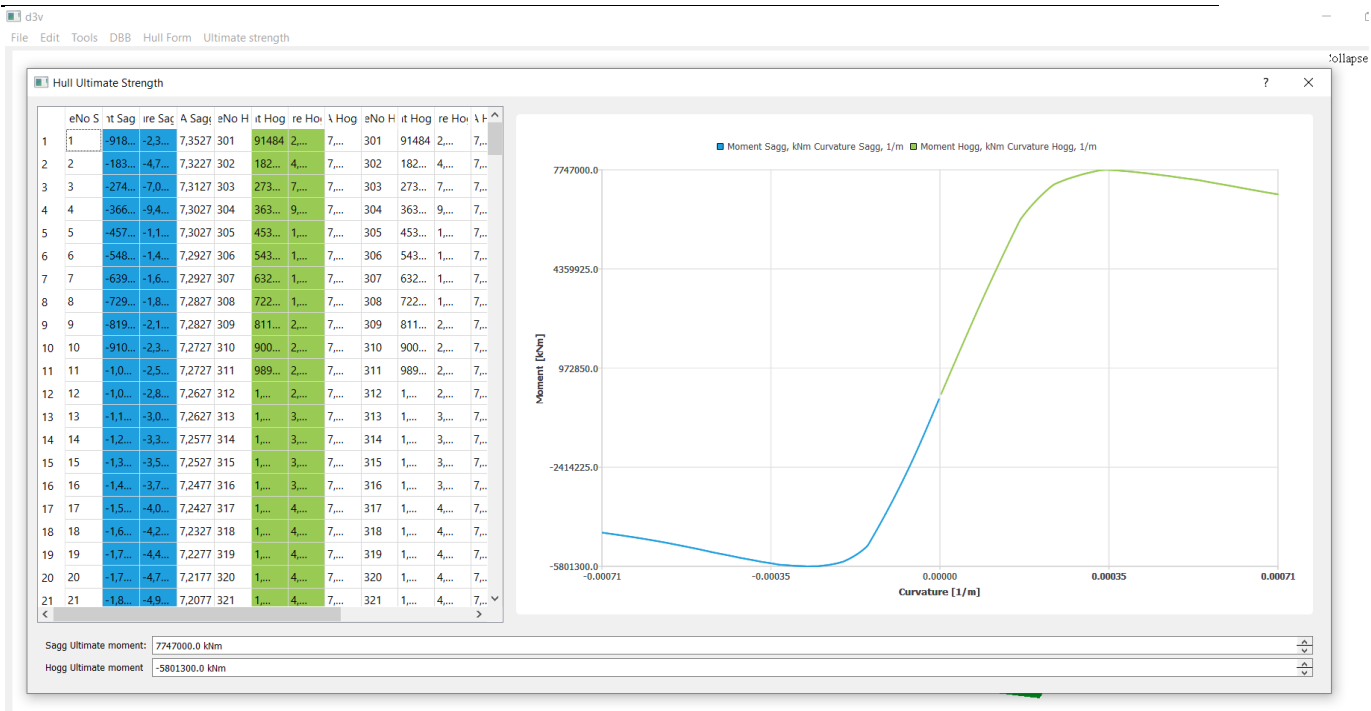 d3v
File Edit Tools DBB Hull Form Ultimate strength
Hull Ultimate Strength ? ×
eNo S nt Sag ire Sag A Sagg eNo H ıt Hog re Hog \ Hog eNo H ıt Hog re Hog \ H
1 1 -918... -2,3... 7,3527 301 91484 2,... 7,... 301 91484 2,... 7,..
2 2 -183... -4,7... 7,3227 302 182... 4,... 7,... 302 182... 4,... 7,..
3 3 -274... -7,0... 7,3127 303 273... 7,... 7,... 303 273... 7,... 7,..
4 4 -366... -9,4... 7,3027 304 363... 9,... 7,... 304 363... 9,... 7,..
5 5 -457... -1,1... 7,3027 305 453... 1,... 7,... 305 453... 1,... 7,..
6 6 -548... -1,4... 7,2927 306 543... 1,... 7,... 306 543... 1,... 7,..
7 7 -639... -1,6... 7,2927 307 632... 1,... 7,... 307 632... 1,... 7,..
8 8 -729... -1,8... 7,2827 308 722... 1,... 7,... 308 722... 1,... 7,..
9 9 -819... -2,1... 7,2827 309 811... 2,... 7,... 309 811... 2,... 7,..
10 10 -910... -2,3... 7,2727 310 900... 2,... 7,... 310 900... 2,... 7,..
11 11 -1,0... -2,5... 7,2727 311 989... 2,... 7,... 311 989... 2,... 7,..
12 12 -1,0... -2,8... 7,2627 312 1,... 2,... 7,... 312 1,... 2,... 7,..
13 13 -1,1... -3,0... 7,2627 313 1,... 3,... 7,... 313 1,... 3,... 7,..
14 14 -1,2... -3,3... 7,2577 314 1,... 3,... 7,... 314 1,... 3,... 7,..
15 15 -1,3... -3,5... 7,2527 315 1,... 3,... 7,... 315 1,... 3,... 7,..
16 16 -1,4... -3,7... 7,2477 316 1,... 3,... 7,... 316 1,... 3,... 7,..
17 17 -1,5... -4,0... 7,2427 317 1,... 4,... 7,... 317 1,... 4,... 7,..
18 18 -1,6... -4,2... 7,2327 318 1,... 4,... 7,... 318 1,... 4,... 7,..
19 19 -1,7... -4,4... 7,2277 319 1,... 4,... 7,... 319 1,... 4,... 7,..
20 20 -1,7... -4,7... 7,2177 320 1,... 4,... 7,... 320 1,... 4,... 7,..
21 21 -1,8... -4,9... 7,2077 321 1,... 4,... 7,... 321 1,... 4,... 7,..
Moment Sagg, kNm Curvature Sagg, 1/m Moment Hogg, kNm Curvature Hogg, 1/m
7747000.0
4359925.0
972850.0
-2414225.0
-5801300.0
Moment [kNm]
-0.00071 -0.00035 0.00000 0.00035 0.00071
Curvature [1/m]
Sagg Ultimate moment: 7747000.0 kNm
Hogg Ultimate moment -5801300.0 kNm
ollapse